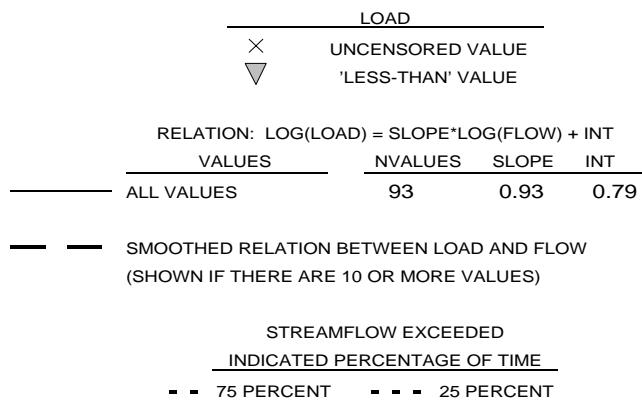 LOAD
UNCENSORED VALUE
'LESS-THAN' VALUE
RELATION: LOG(LOAD) = SLOPE*LOG(FLOW) + INT
VALUES NVALUES SLOPE INT
ALL VALUES 93 0.93 0.79
SMOOTHED RELATION BETWEEN LOAD AND FLOW
(SHOWN IF THERE ARE 10 OR MORE VALUES)
STREAMFLOW EXCEEDED
INDICATED PERCENTAGE OF TIME
75 PERCENT 25 PERCENT